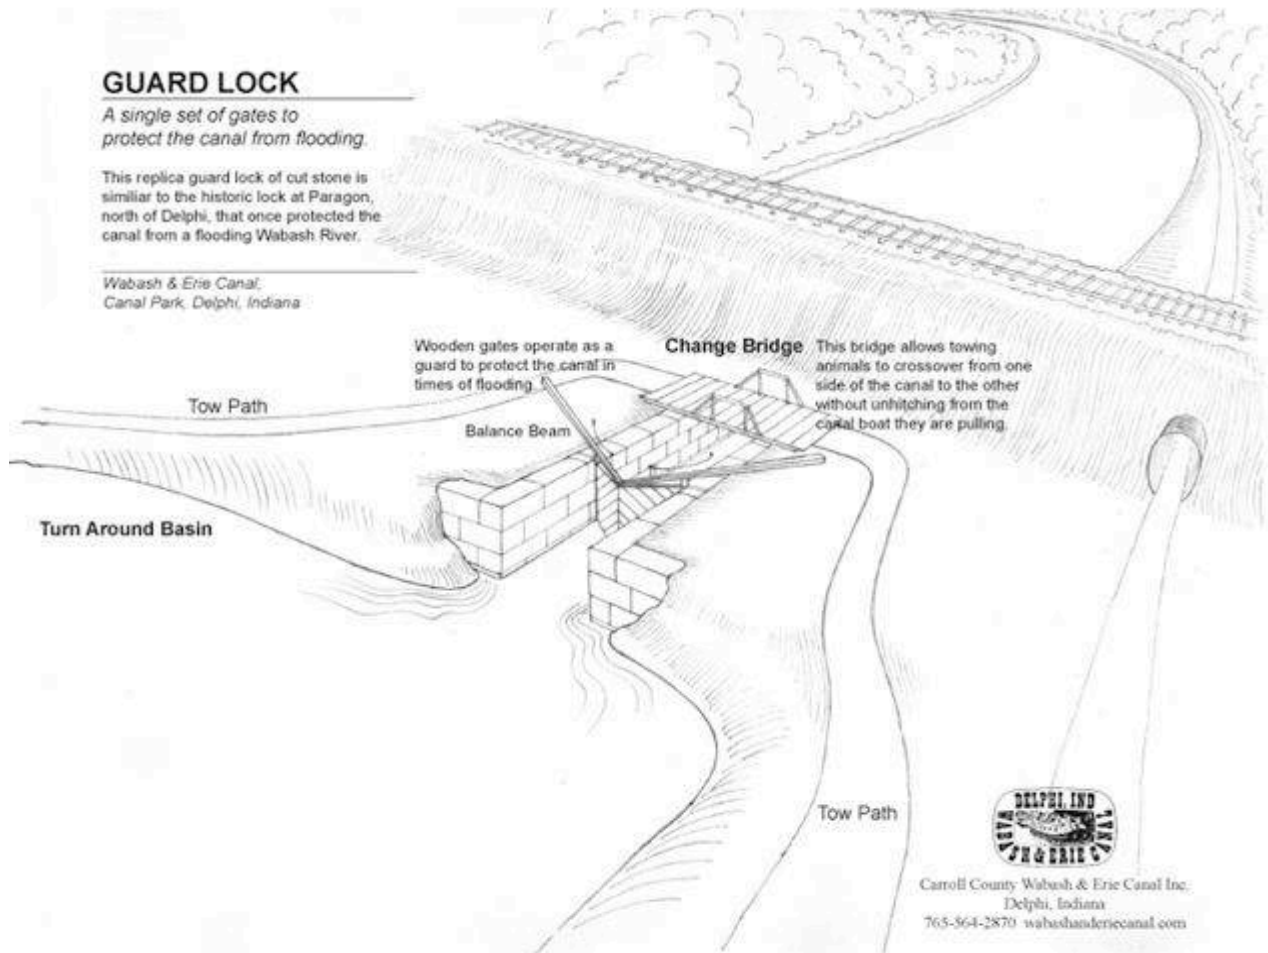 GUARD LOCK
A single set of gates to
protect the canal from flooding.
This replica guard lock of cut stone is
similiar to the historic lock at Paragon,
north of Delphi, that once protected the
canal from a flooding Wabash River.
Wabash & Erie Canal,
Canal Park, Delphi, Indiana
Wooden gates operate as a
guard to protect the canal in
times of flooding.
Change Bridge
This bridge allows towing
animals to crossover from one
side of the canal to the other
without unhitching from the
canal boat they are pulling.
Tow Path
Balance Beam
Turn Around Basin
Tow Path
DELPHI, IND
WABASH & ERIE CANAL
Carroll County Wabash & Erie Canal Inc.
Delphi, Indiana
765-564-2870 wabashanderiecanal.com